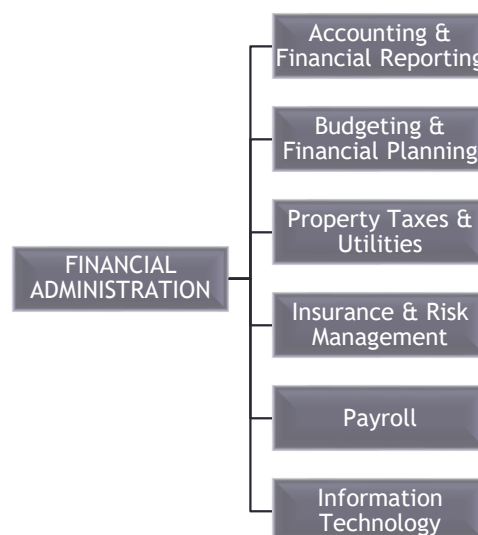 Accounting &
Financial Reporting
Budgeting &
Financial Planning
Property Taxes &
Utilities
FINANCIAL
ADMINISTRATION
Insurance & Risk
Management
Payroll
Information
Technology